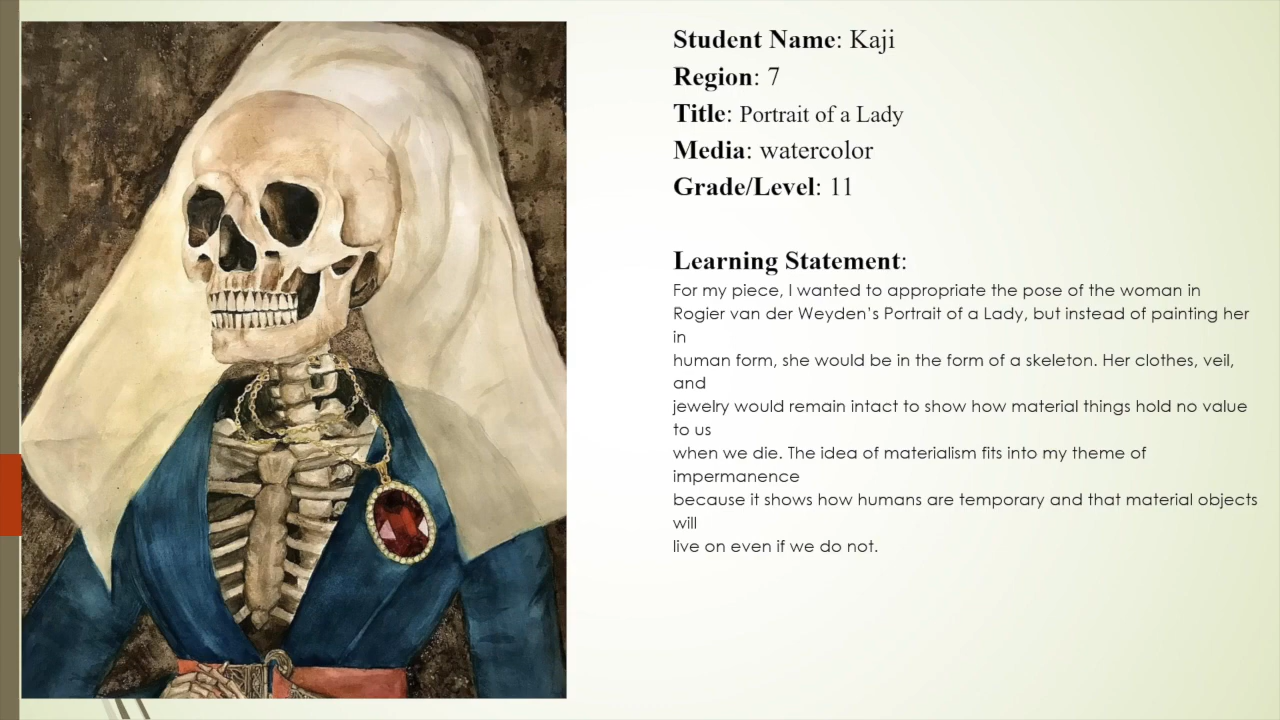 Student Name: Kaji
Region: 7
Title: Portrait of a Lady
Media: watercolor
Grade/Level: 11
Learning Statement:
For my piece, I wanted to appropriate the pose of the woman in
Rogier van der Weyden’s Portrait of a Lady, but instead of painting her
in
human form, she would be in the form of a skeleton. Her clothes, veil,
and
jewelry would remain intact to show how material things hold no value
to us
when we die. The idea of materialism fits into my theme of
impermanence
because it shows how humans are temporary and that material objects
will
live on even if we do not.